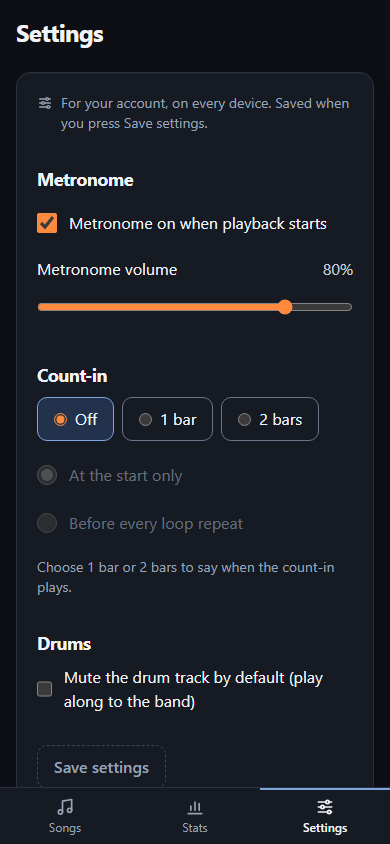 Settings
For your account, on every device. Saved when
you press Save settings.
Metronome
Metronome on when playback starts
Metronome volume 80%
Count-in
Off 1 bar 2 bars
At the start only
Before every loop repeat
Choose 1 bar or 2 bars to say when the count-in
plays.
Drums
Mute the drum track by default (play
along to the band)
Save settings
Songs Stats Settings